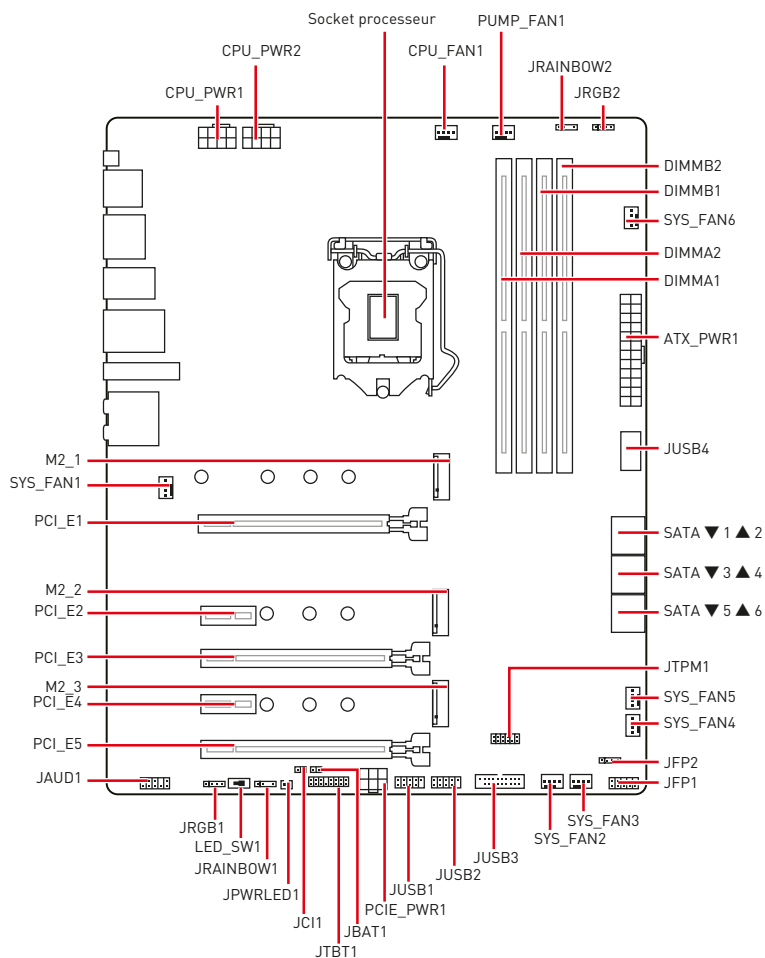 Socket processeur
PUMP_FAN1
CPU_FAN1
CPU_PWR2
JRAINBOW2
CPU_PWR1
JRGB2
DIMMB2
DIMMB1
SYS_FAN6
DIMMA2
DIMMA1
ATX_PWR1
JUSB4
M2_1
SYS_FAN1
PCI_E1
SATA ▼ 1 ▲ 2
SATA ▼ 3 ▲ 4
M2_2
PCI_E2
SATA ▼ 5 ▲ 6
PCI_E3
JTPM1
M2_3
PCI_E4
SYS_FAN5
SYS_FAN4
PCI_E5
JFP2
JAUD1
JFP1
JRGB1
SYS_FAN3
LED_SW1
SYS_FAN2
JRAINBOW1
JUSB3
JUSB2
JPWRLED1
JUSB1
PCIE_PWR1
JCI1
JBAT1
JTBT1